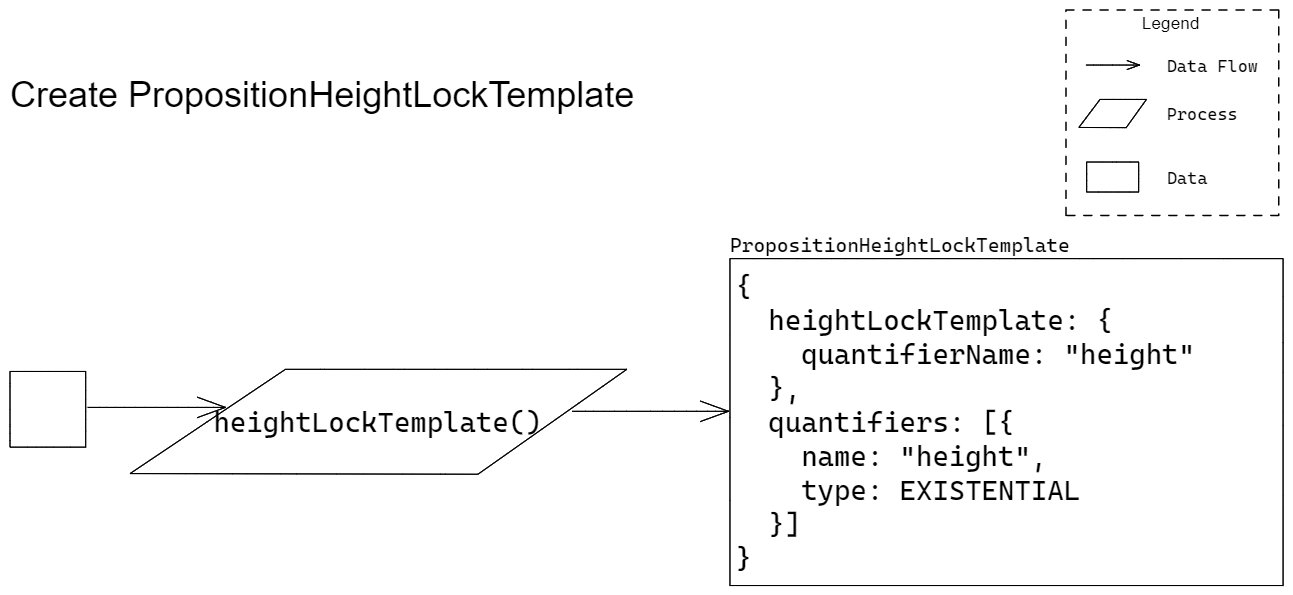 Legend
Data Flow
Process
Data
Create PropositionHeightLockTemplate
PropositionHeightLockTemplate
heightLockTemplate()
{
  heightLockTemplate: {
    quantifierName: "height"
  },
  quantifiers: [{
    name: "height",
    type: EXISTENTIAL
  }]
}